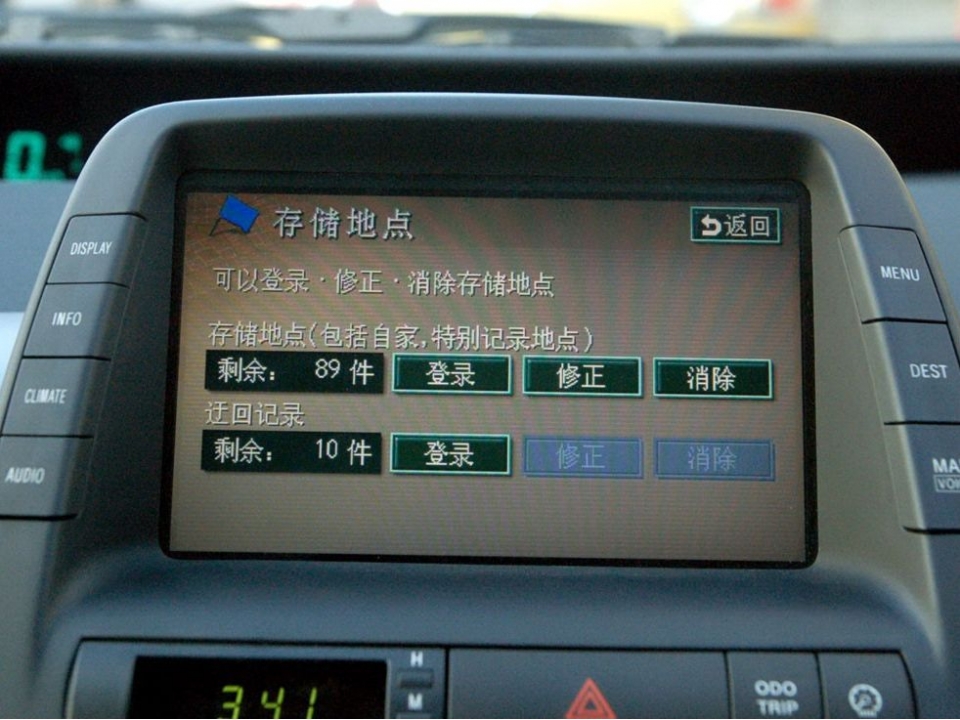 存储地点
返回
可以登录·修正·消除存储地点
存储地点(包括自家,特别记录地点)
剩余: 89 件 登录 修正 消除
迂回记录
剩余: 10 件 登录 修正 消除
DISPLAY
INFO
CLIMATE
AUDIO
MENU
DEST
3:41
H
M
ODO
TRIP